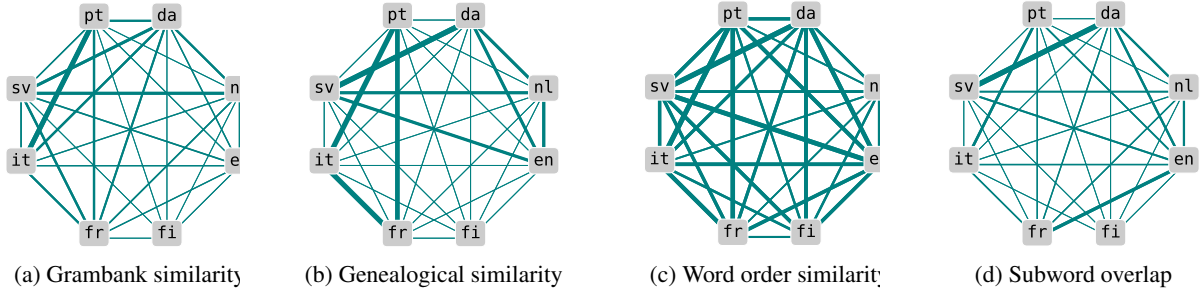 pt da pt da pt da pt da
sv n sv nl sv n sv nl
it e it en it e it en
fr fi fr fi fr fi fr fi
(a) Grambank similarity (b) Genealogical similarity (c) Word order similarity (d) Subword overlap